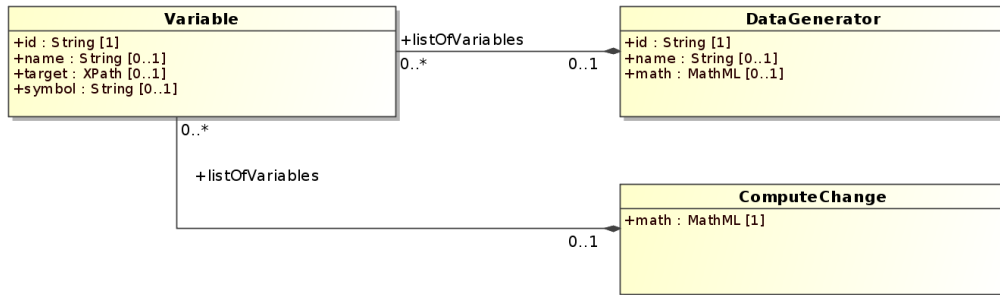 Variable
+id : String [1]
+name : String [0..1]
+target : XPath [0..1]
+symbol : String [0..1]
+listOfVariables
0..*
0..1
DataGenerator
+id : String [1]
+name : String [0..1]
+math : MathML [0..1]
0..*
+listOfVariables
0..1
ComputeChange
+math : MathML [1]